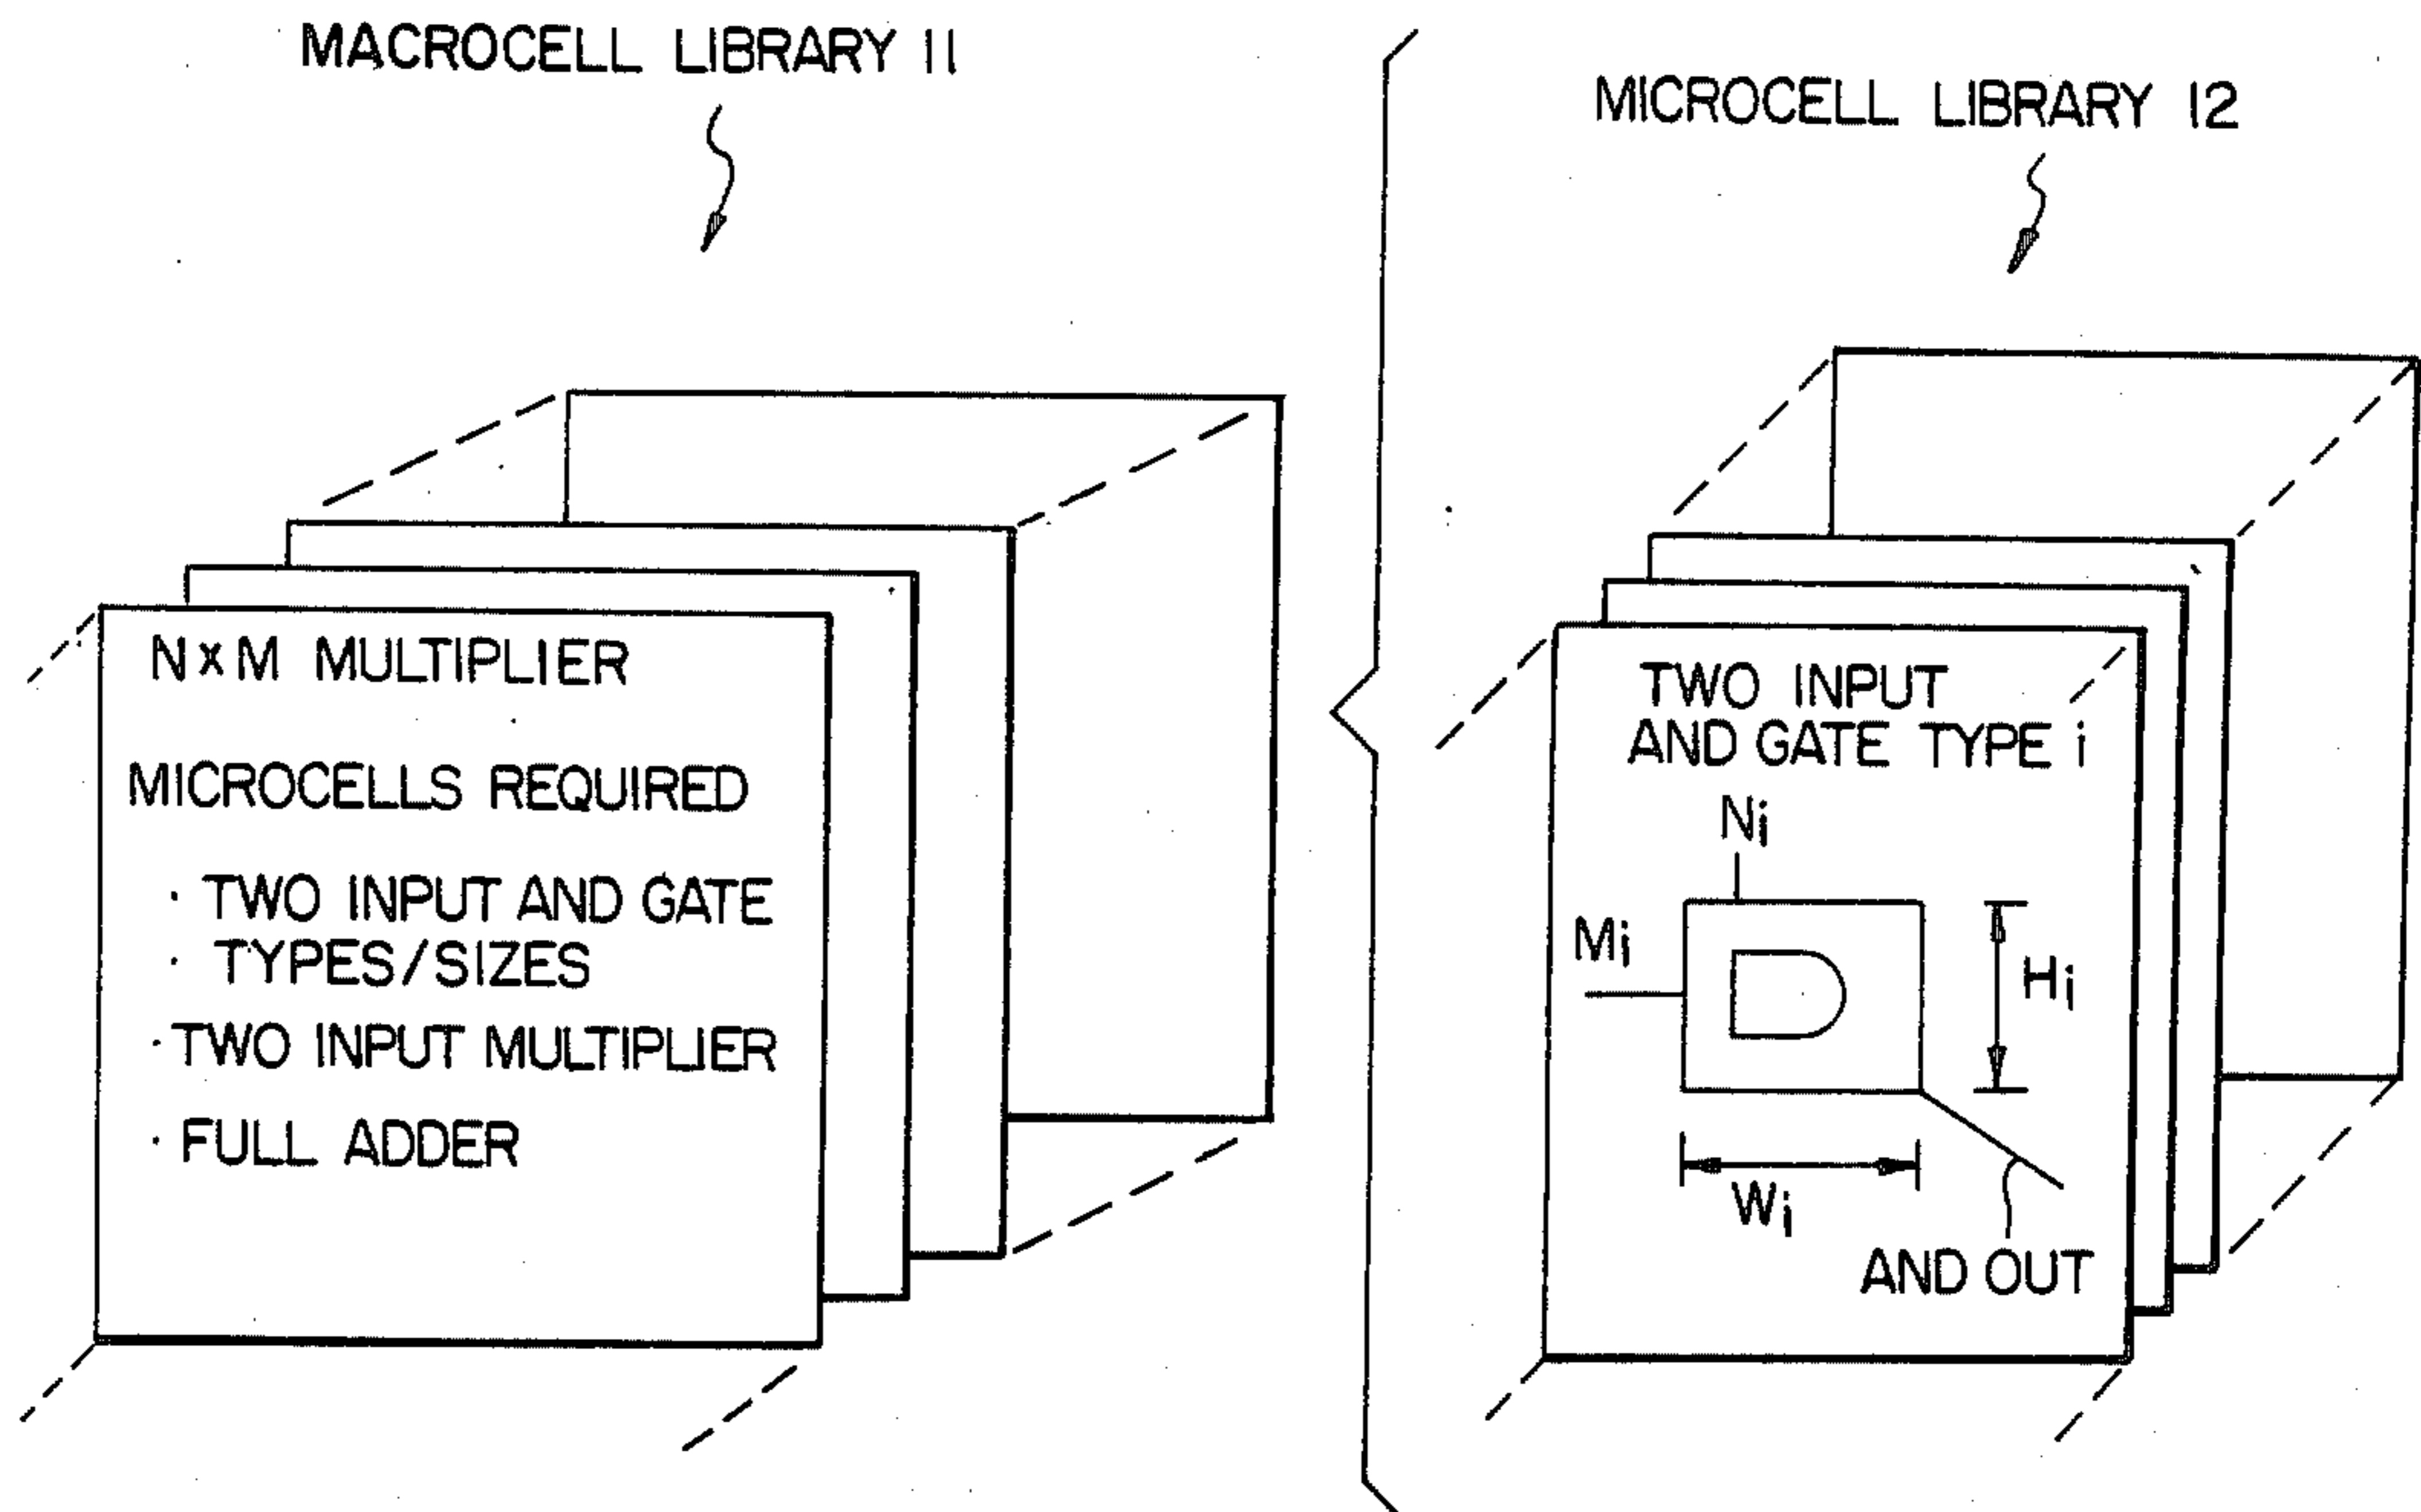 MACROCELL LIBRARY 11
N×M MULTIPLIER
MICROCELLS REQUIRED
· TWO INPUT AND GATE
· TYPES/SIZES
· TWO INPUT MULTIPLIER
· FULL ADDER
MICROCELL LIBRARY 12
TWO INPUT
AND GATE TYPE i
Ni
Mi
Hi
Wi
AND OUT